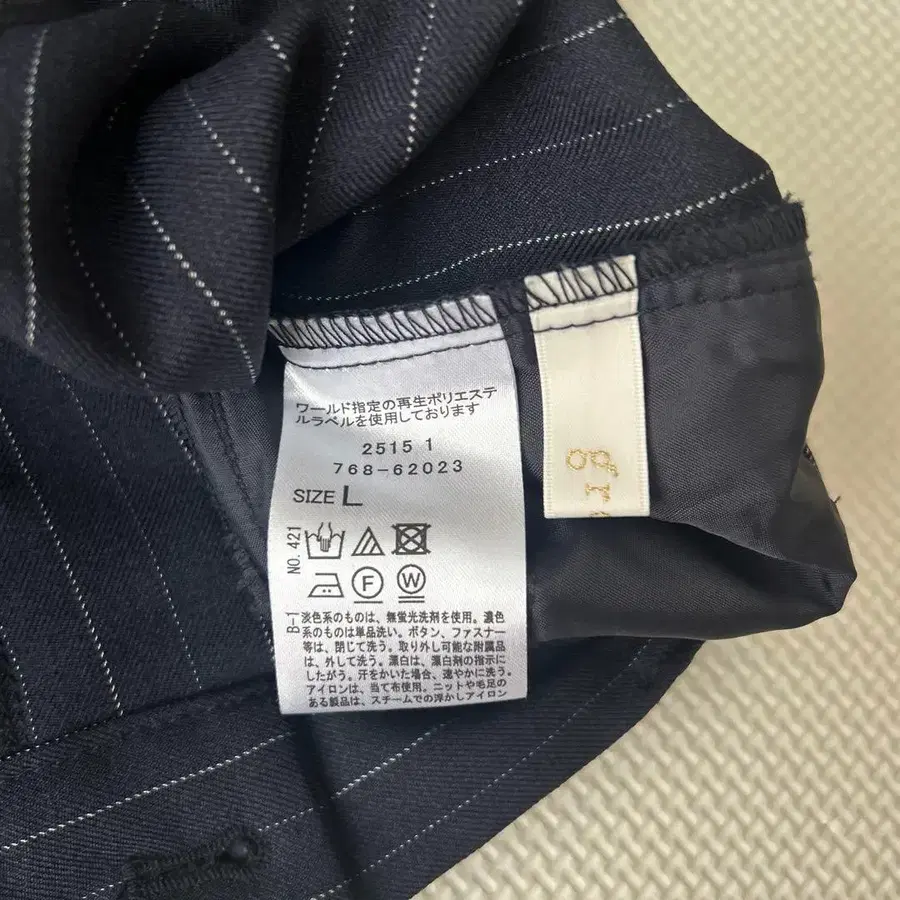 ワールド指定の再生ポリエステ
ルラベルを使用しております
2515 1
768-62023
SIZE L
NO. 421
F
W
B-1
淡色系のものは、無蛍光洗剤を使用。濃色
系のものは単品洗い。ボタン、ファスナー
等は、閉じて洗う。取り外し可能な附属品
は、外して洗う。漂白は、漂白剤の指示に
したがう。汗をかいた場合、速やかに洗う。
アイロンは、当て布使用。ニットや毛足の
ある製品は、スチームでの浮かしアイロン
gr